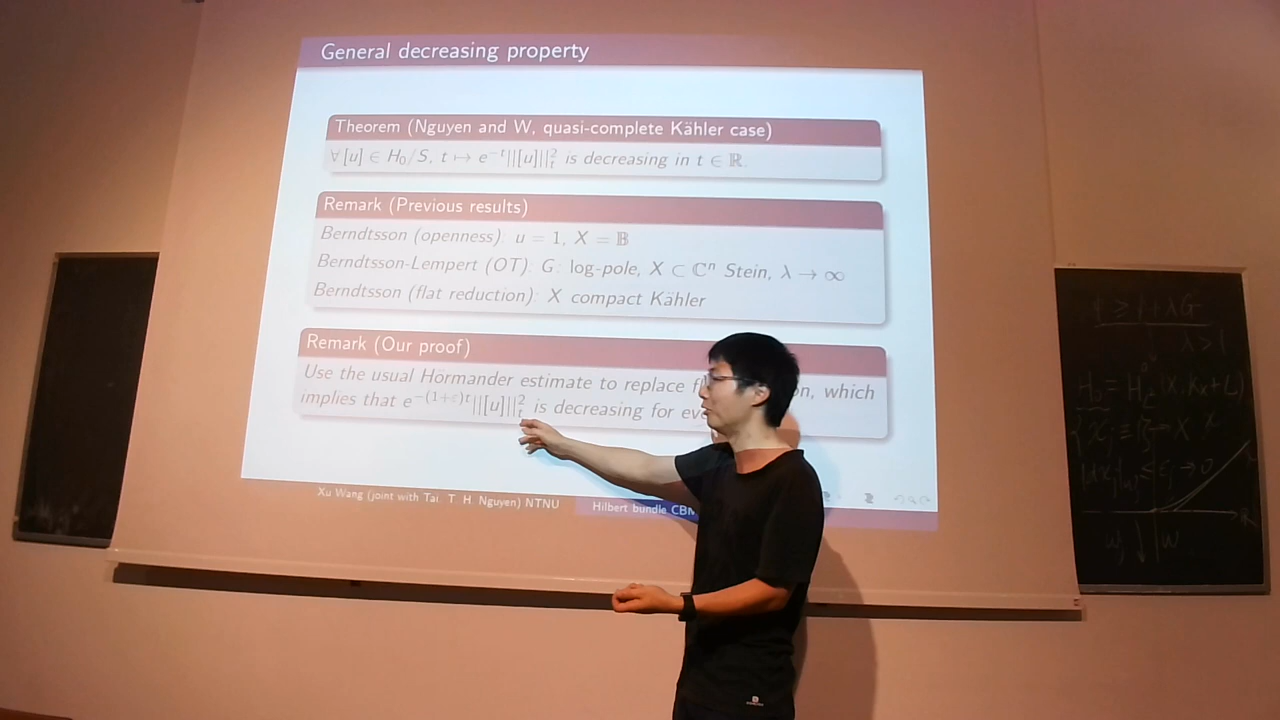 General decreasing property
Theorem (Nguyen and W, quasi-complete Kähler case)
∀ [u] ∈ H₀/S, t ↦ e^{-t}||[u]||²_t is decreasing in t ∈ ℝ.
Remark (Previous results)
Berndtsson (openness): u = 1, X = 𝔹
Berndtsson-Lempert (OT): G: log-pole, X ⊂ ℂⁿ Stein, λ → ∞
Berndtsson (flat reduction): X compact Kähler
Remark (Our proof)
Use the usual Hörmander estimate to replace which
implies that e^{-(1+ε)t}||[u]||²_t is decreasing for
Xu Wang (joint with Tai T. H. Nguyen) NTNU
Hilbert bundle
λ > 1